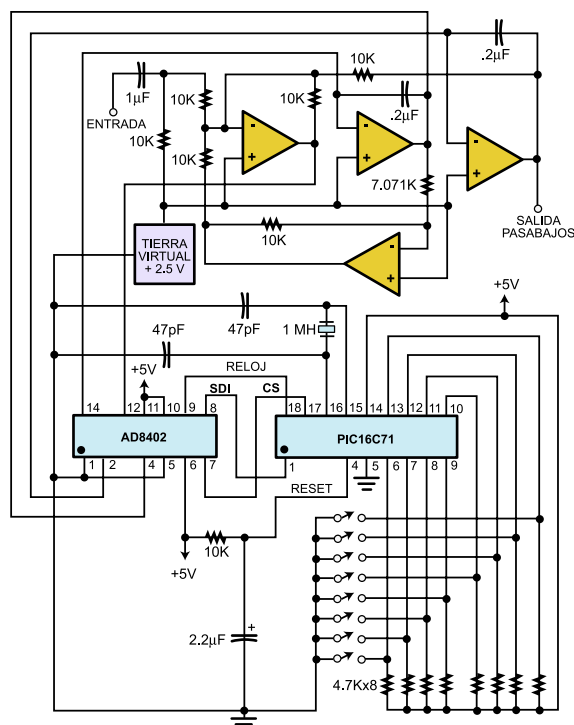 .2µF
1µF
10K
10K
10K
.2µF
ENTRADA
10K
10K
-
+
-
+
-
+
7.071K
10K
SALIDA
PASABAJOS
TIERRA
VIRTUAL
+ 2.5 V
-
+
47pF
1 MH
+5V
47pF
+5V
RELOJ
SDI
CS
14 12 11 10 9 8
18 17 16 15 14 13 12 11 10
AD8402
PIC16C71
1 2 4 5 6 7
1 4 5 6 7 8 9
RESET
10K
+5V
2.2µF
+
4.7Kx8